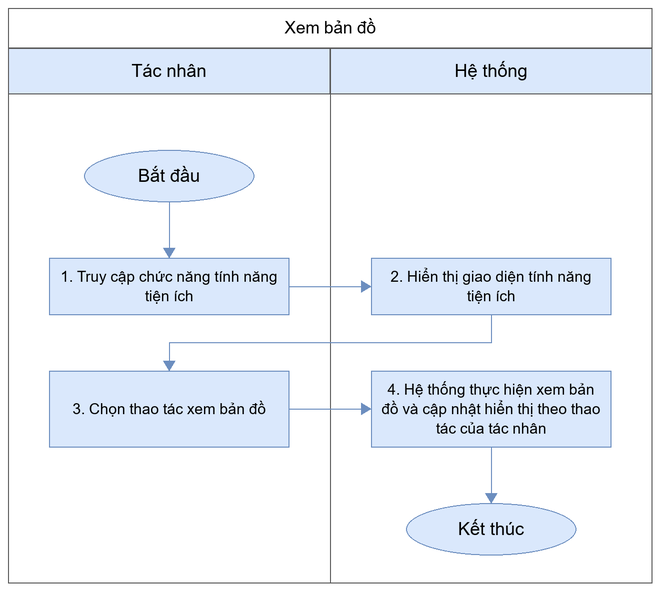 Xem bản đồ
Tác nhân
Hệ thống
Bắt đầu
1. Truy cập chức năng tính năng
tiện ích
2. Hiển thị giao diện tính năng
tiện ích
3. Chọn thao tác xem bản đồ
4. Hệ thống thực hiện xem bản
đồ và cập nhật hiển thị theo thao
tác của tác nhân
Kết thúc